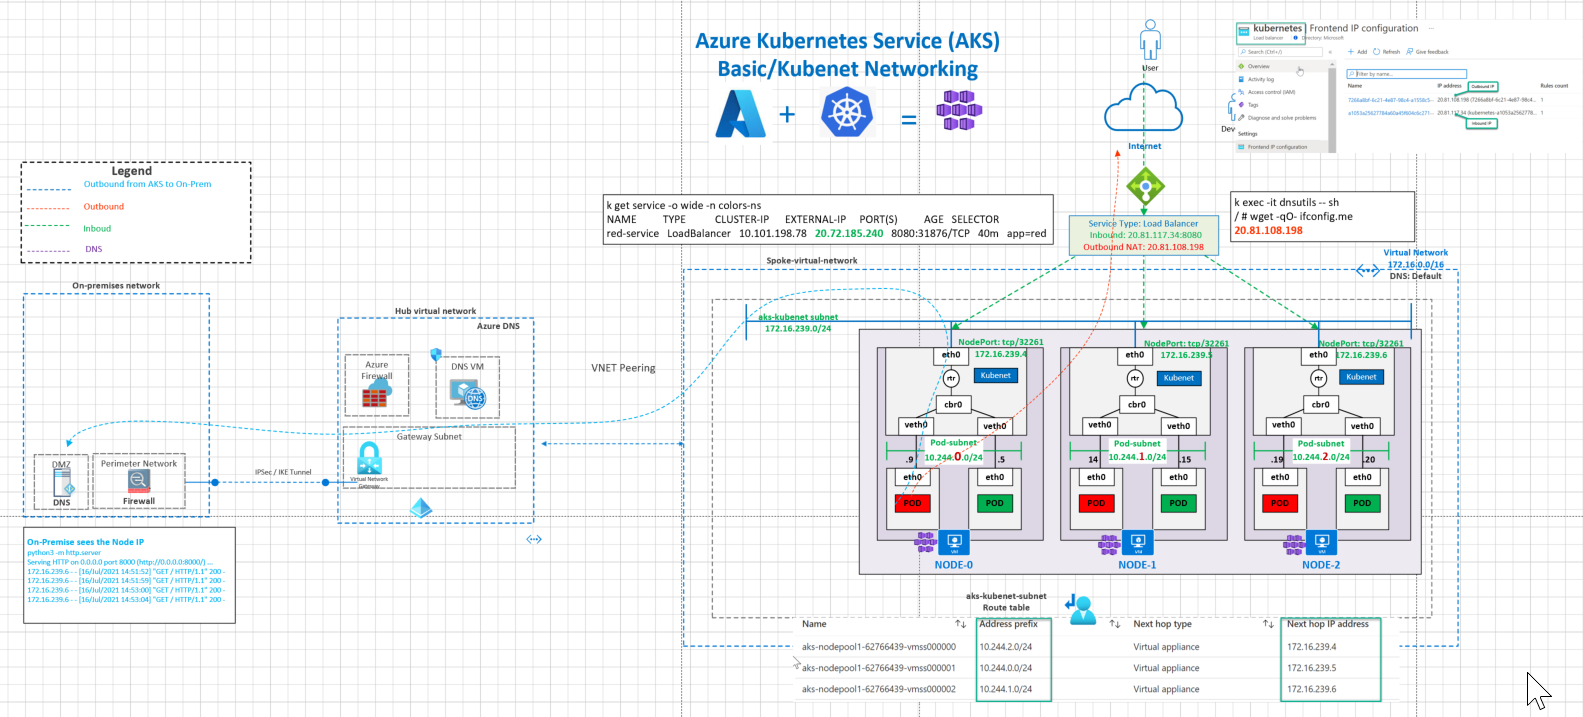 Azure Kubernetes Service (AKS)
Basic/Kubenet Networking
+
=
User
Internet
Dev
kubernetes | Frontend IP configuration
Load balancer
Directory: Microsoft
Search (Ctrl+/)
Overview
Activity log
Access control (IAM)
Tags
Diagnose and solve problems
Settings
Frontend IP configuration
Add
Refresh
Give feedback
Filter by name...
Name
IP address
Outbound IP
Rules count
20.81.108.198
1
Inbound IP
1
Legend
Outbound from AKS to On-Prem
Outbound
Inboud
DNS
k get service -o wide -n colors-ns
NAME TYPE CLUSTER-IP EXTERNAL-IP PORT(S) AGE SELECTOR
red-service LoadBalancer 10.101.198.78 20.72.185.240 8080:31876/TCP 40m app=red
Service Type: Load Balancer
Inbound: 20.81.117.34:8080
Outbound NAT: 20.81.108.198
k exec -it dnsutils -- sh
/ # wget -qO- ifconfig.me
20.81.108.198
Spoke-virtual-network
Virtual Network
172.16.0.0/16
DNS: Default
On-premises network
DMZ
DNS
Perimeter Network
Firewall
IPSec / IKE Tunnel
Hub virtual network
Azure DNS
Azure
Firewall
DNS VM
DNS
Gateway Subnet
Virtual Network
Gateway
VNET Peering
aks-kubenet subnet
172.16.239.0/24
NodePort: tcp/32261
172.16.239.4
eth0
rtr
Kubenet
cbr0
veth0
veth0
Pod-subnet
10.244.0.0/24
.9
.5
eth0
eth0
POD
POD
VM
NODE-0
NodePort: tcp/32261
172.16.239.5
eth0
rtr
Kubenet
cbr0
veth0
veth0
Pod-subnet
10.244.1.0/24
14
.15
eth0
eth0
POD
POD
VM
NODE-1
NodePort: tcp/32261
172.16.239.6
eth0
rtr
Kubenet
cbr0
veth0
veth0
Pod-subnet
10.244.2.0/24
.19
.20
eth0
eth0
POD
POD
VM
NODE-2
On-Premise sees the Node IP
python3 -m http.server
Serving HTTP on 0.0.0.0 port 8000 (http://0.0.0.0:8000/) ...
172.16.239.6 - - [16/Jul/2021 14:51:52] "GET / HTTP/1.1" 200 -
172.16.239.6 - - [16/Jul/2021 14:51:59] "GET / HTTP/1.1" 200 -
172.16.239.6 - - [16/Jul/2021 14:53:00] "GET / HTTP/1.1" 200 -
172.16.239.6 - - [16/Jul/2021 14:53:04] "GET / HTTP/1.1" 200 -
aks-kubenet-subnet
Route table
Name Address prefix Next hop type Next hop IP address
aks-nodepool1-62766439-vmss000000 10.244.2.0/24 Virtual appliance 172.16.239.4
aks-nodepool1-62766439-vmss000001 10.244.0.0/24 Virtual appliance 172.16.239.5
aks-nodepool1-62766439-vmss000002 10.244.1.0/24 Virtual appliance 172.16.239.6